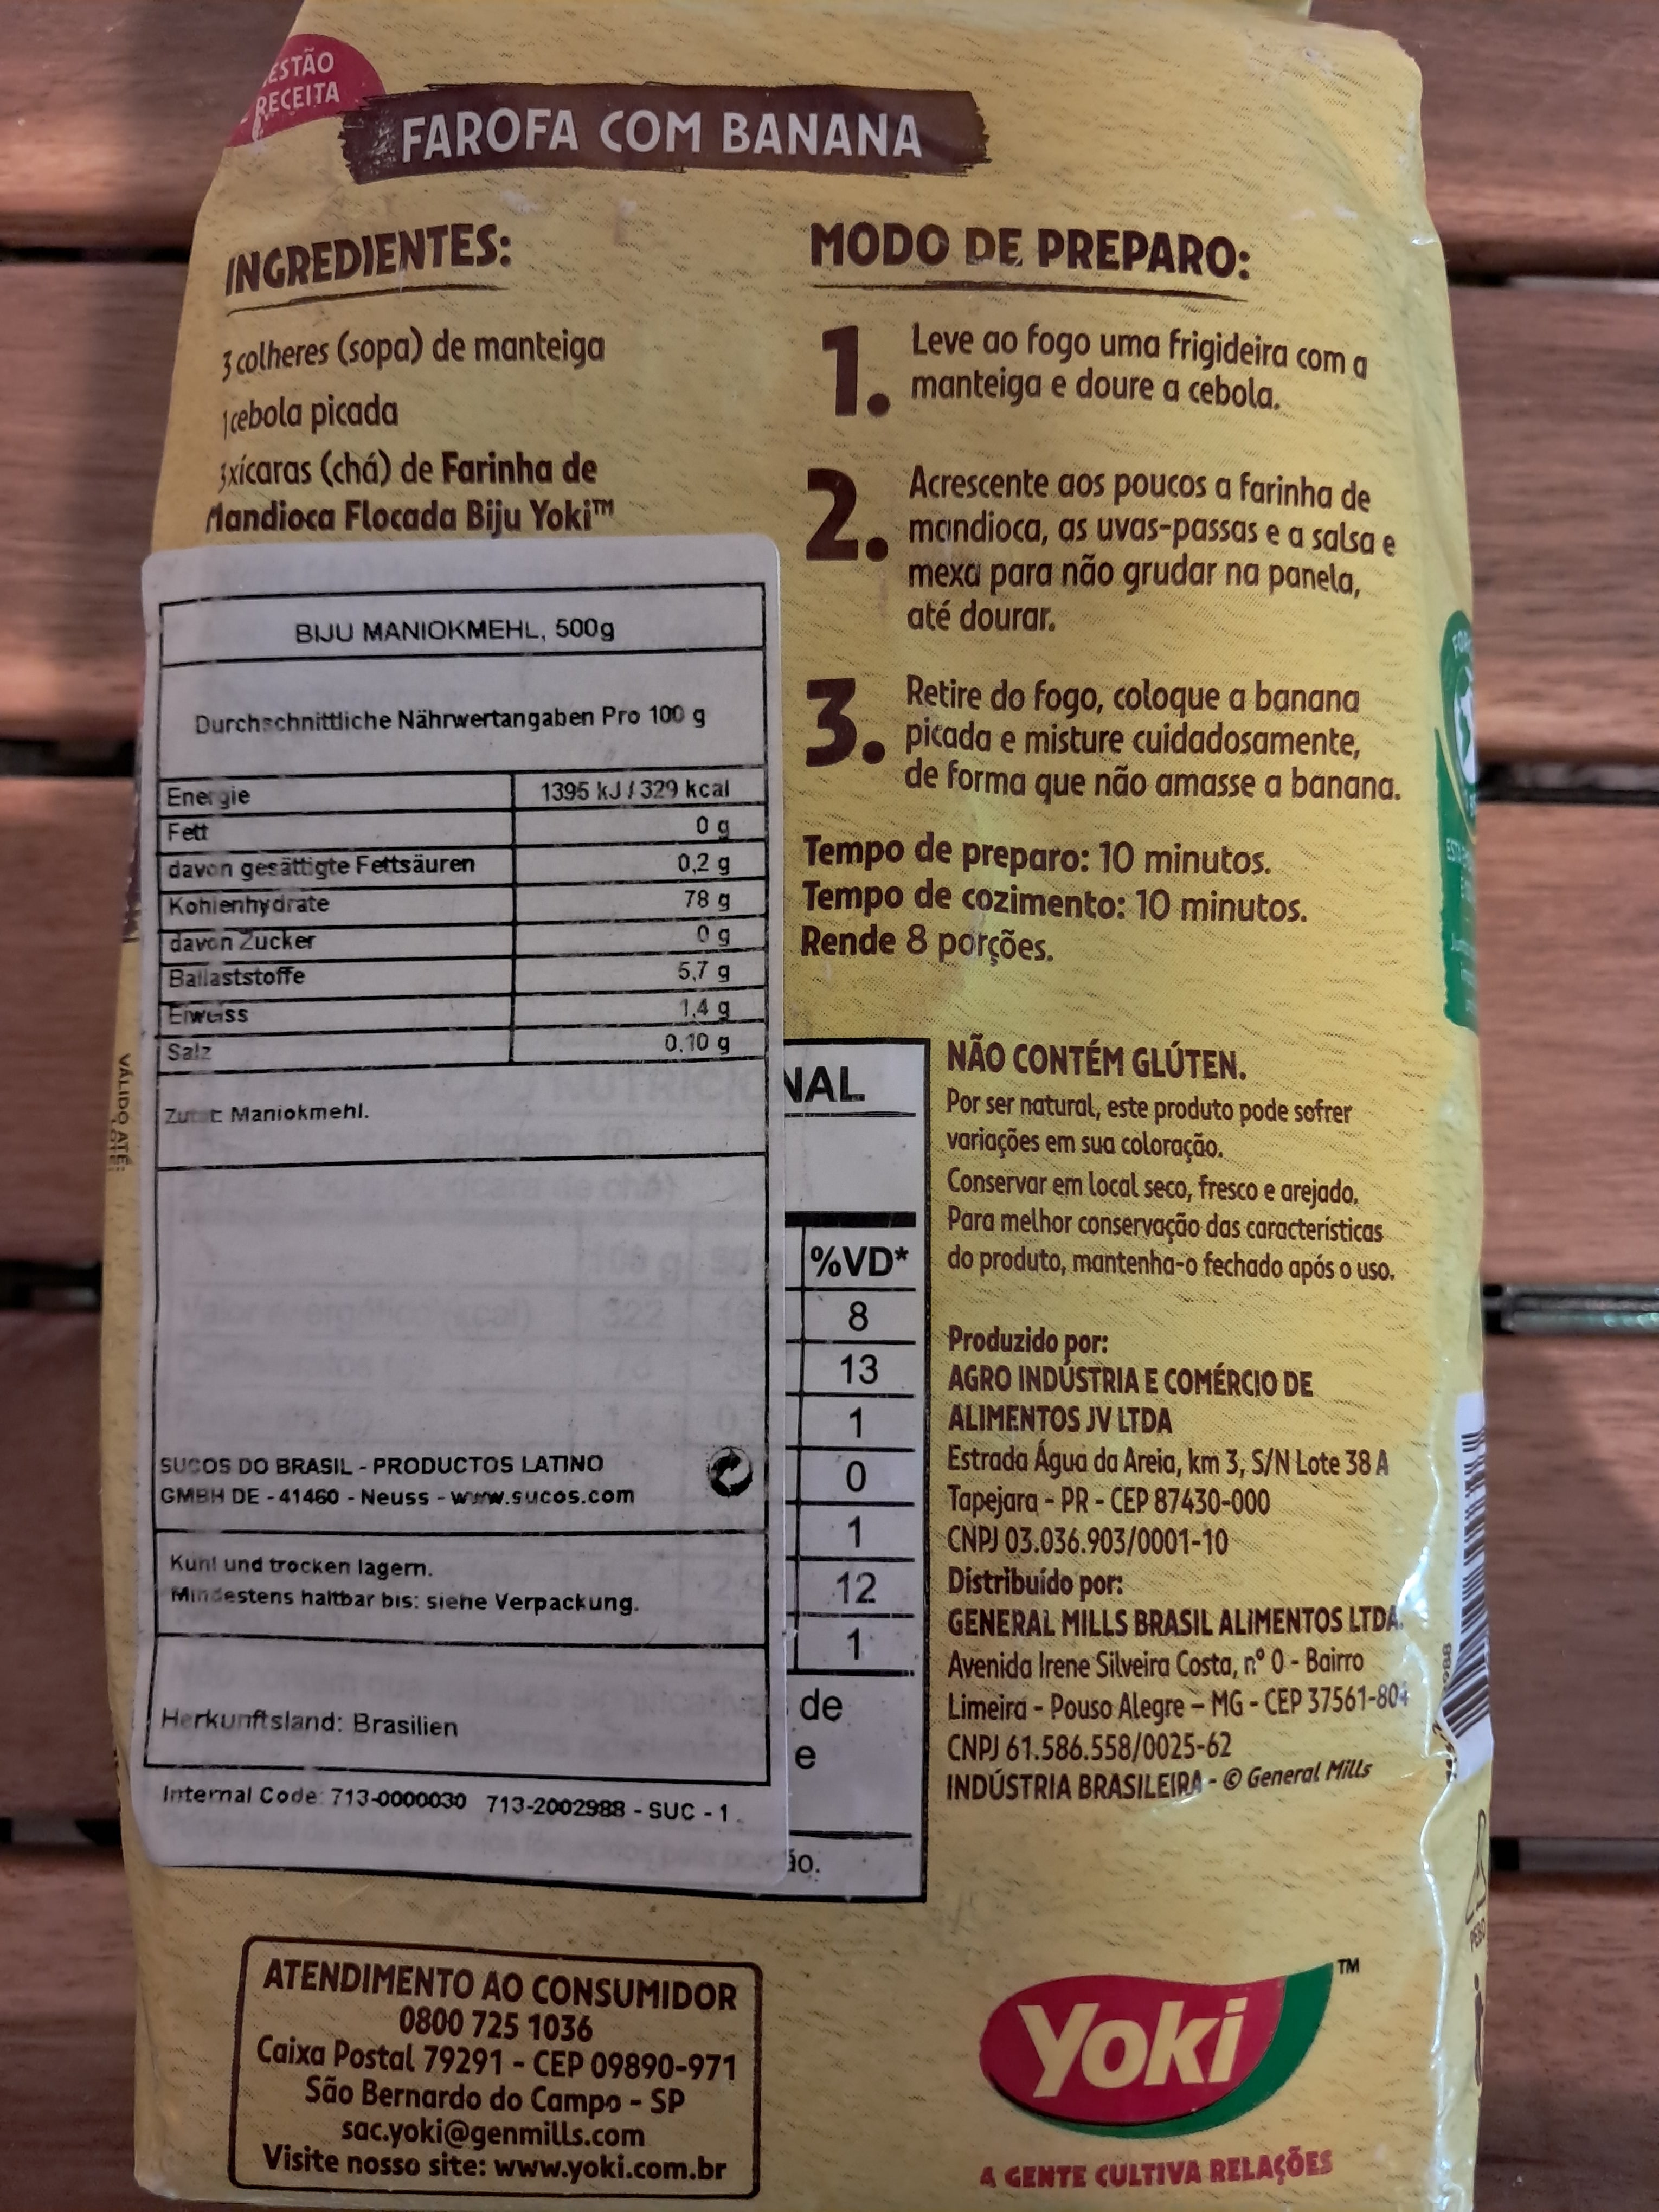 ESTÃO
RECEITA
FAROFA COM BANANA
INGREDIENTES:
3 colheres (sopa) de manteiga
1 cebola picada
3 xícaras (chá) de Farinha de
Mandioca Flocada Biju Yoki™
MODO DE PREPARO:
1. Leve ao fogo uma frigideira com a
manteiga e doure a cebola.
2. Acrescente aos poucos a farinha de
mandioca, as uvas-passas e a salsa e
mexa para não grudar na panela,
até dourar.
3. Retire do fogo, coloque a banana
picada e misture cuidadosamente,
de forma que não amasse a banana.
Tempo de preparo: 10 minutos.
Tempo de cozimento: 10 minutos.
Rende 8 porções.
BIJU MANIOKMEHL, 500g
Durchschnittliche Nährwertangaben Pro 100 g
Energie 1395 kJ / 329 kcal
Fett 0 g
davon gesättigte Fettsäuren 0,2 g
Kohlenhydrate 78 g
davon Zucker 0 g
Ballaststoffe 5,7 g
Eiweiss 1,4 g
Salz 0,10 g
Zutat: Maniokmehl.
SUCOS DO BRASIL - PRODUCTOS LATINO
GMBH DE - 41460 - Neuss - www.sucos.com
Kuhl und trocken lagern.
Mindestens haltbar bis: siehe Verpackung.
Herkunftsland: Brasilien
Internal Code: 713-0000030 713-2002988 - SUC - 1
VÁLIDO ATÉ:
LOTE:
NAL
%VD*
8
13
1
0
1
12
1
de
e
ão.
NÃO CONTÉM GLÚTEN.
Por ser natural, este produto pode sofrer
variações em sua coloração.
Conservar em local seco, fresco e arejado.
Para melhor conservação das características
do produto, mantenha-o fechado após o uso.
Produzido por:
AGRO INDÚSTRIA E COMÉRCIO DE
ALIMENTOS JV LTDA
Estrada Água da Areia, km 3, S/N Lote 38 A
Tapejara - PR - CEP 87430-000
CNPJ 03.036.903/0001-10
Distribuído por:
GENERAL MILLS BRASIL ALIMENTOS LTDA.
Avenida Irene Silveira Costa, nº 0 - Bairro
Limeira - Pouso Alegre – MG - CEP 37561-804
CNPJ 61.586.558/0025-62
INDÚSTRIA BRASILEIRA - © General Mills
ATENDIMENTO AO CONSUMIDOR
0800 725 1036
Caixa Postal 79291 - CEP 09890-971
São Bernardo do Campo - SP
sac.yoki@genmills.com
Visite nosso site: www.yoki.com.br
Yoki™
A GENTE CULTIVA RELAÇÕES